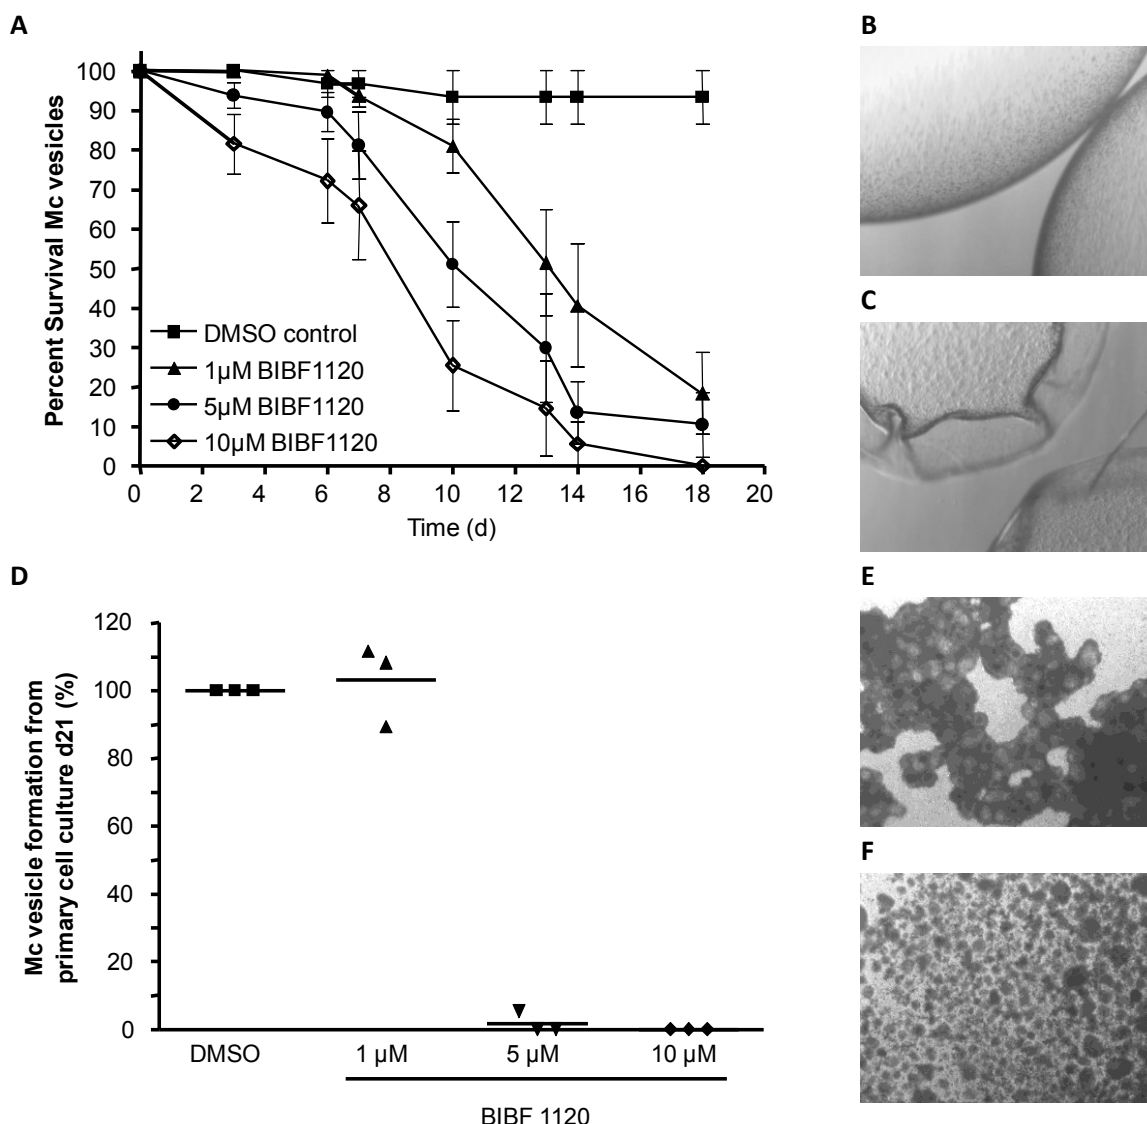 A
Percent Survival Mc vesicles
100
90
80
70
60
50
40
30
20
10
0
DMSO control
1µM BIBF1120
5µM BIBF1120
10µM BIBF1120
0 2 4 6 8 10 12 14 16 18 20
Time (d)
B
C
D
Mc vesicle formation from
primary cell culture d21 (%)
120
100
80
60
40
20
0
DMSO 1 µM 5 µM 10 µM
BIBF 1120
E
F